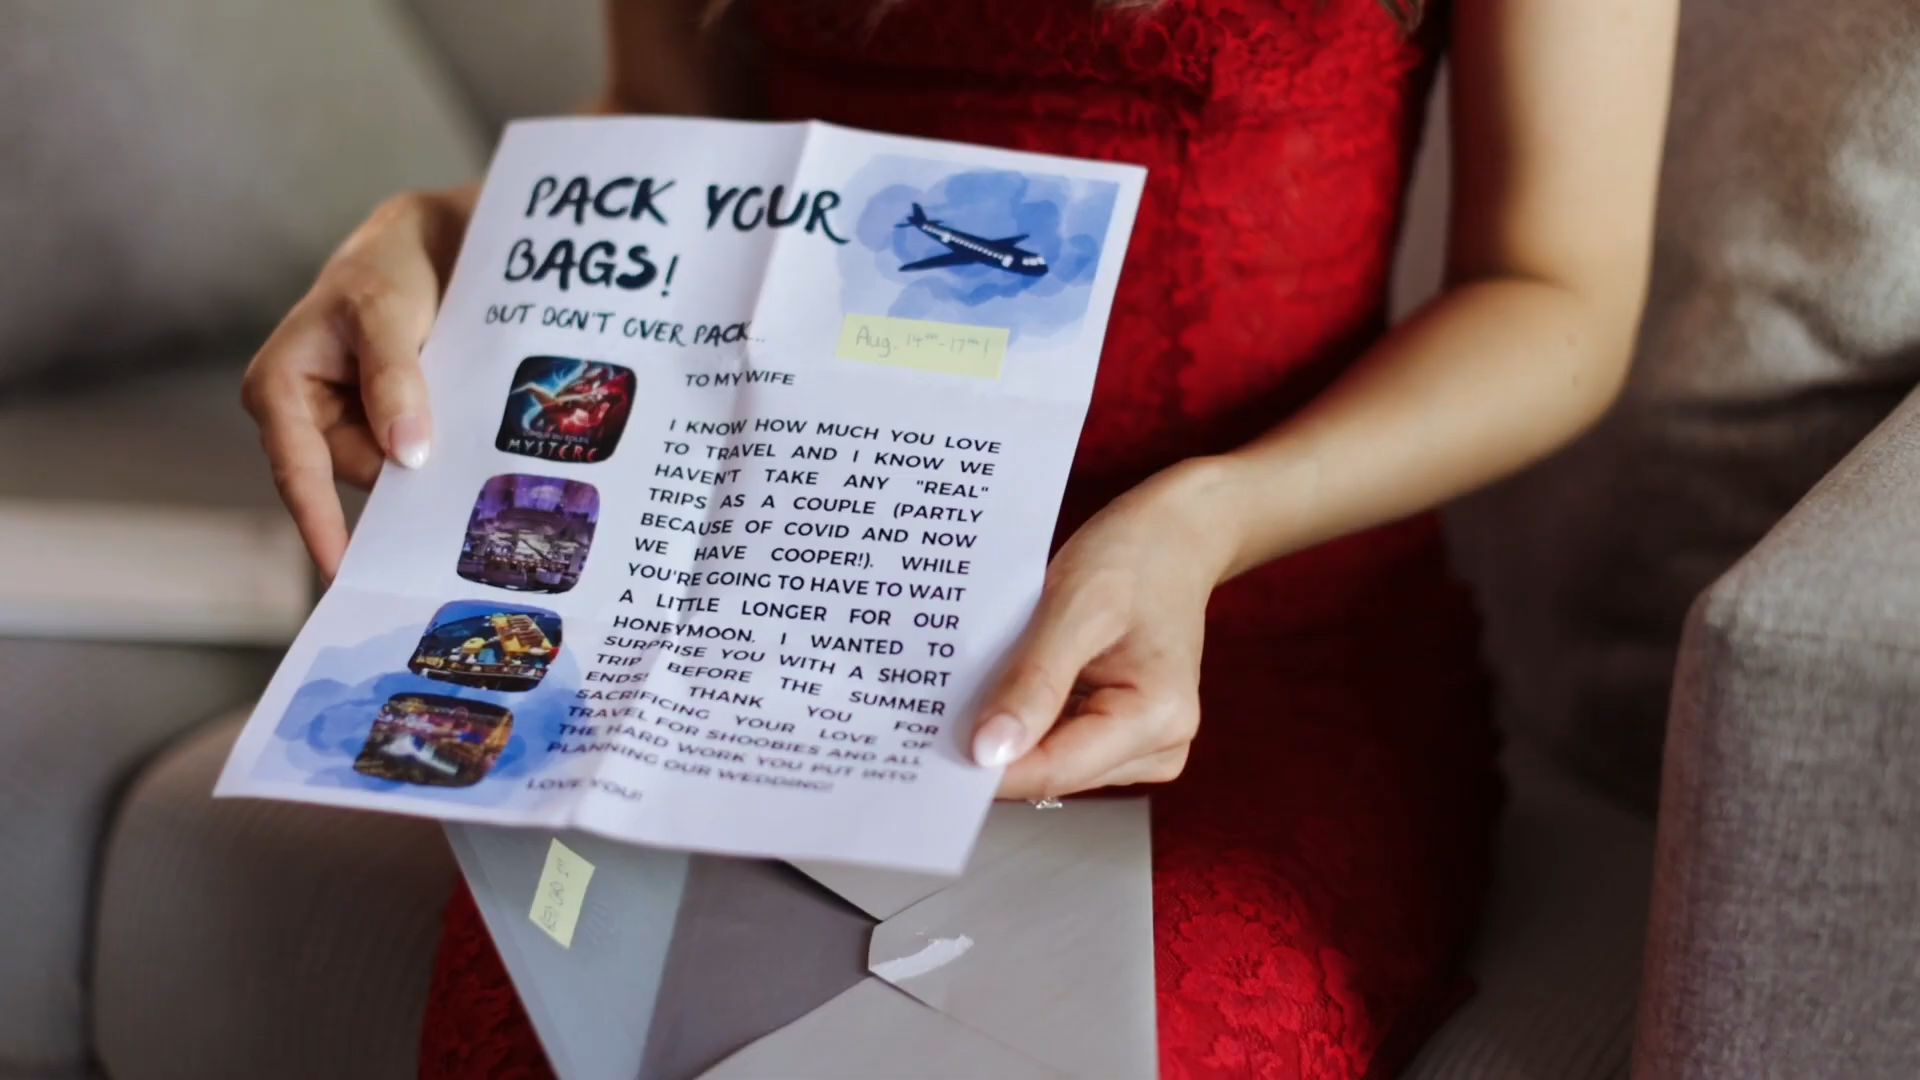 PACK YOUR
BAGS!
BUT DON'T OVER PACK...
Aug. 14th-17th!
TO MY WIFE
I KNOW HOW MUCH YOU LOVE
TO TRAVEL AND I KNOW WE
HAVEN'T TAKE ANY "REAL"
TRIPS AS A COUPLE (PARTLY
BECAUSE OF COVID AND NOW
WE HAVE COOPER!). WHILE
YOU'RE GOING TO HAVE TO WAIT
A LITTLE LONGER FOR OUR
HONEYMOON. I WANTED TO
SURPRISE YOU WITH A SHORT
TRIP BEFORE THE SUMMER
ENDS! THANK YOU FOR
SACRIFICING YOUR LOVE OF
TRAVEL FOR SHOOBIES AND ALL
THE HARD WORK YOU PUT INTO
PLANNING OUR WEDDING!
LOVE YOU!
CIRQUE DU SOLEIL
MYSTÈRE